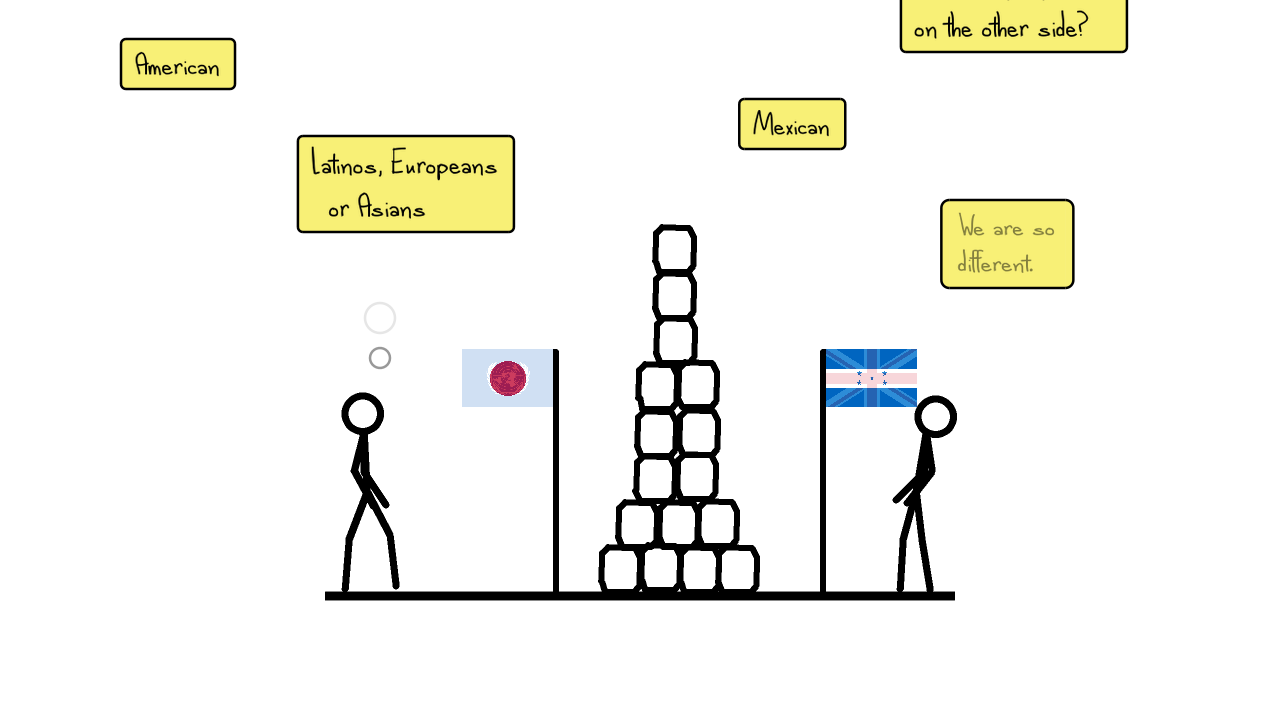 on the other side?
American
Mexican
Latinos, Europeans
or Asians
We are so
different.